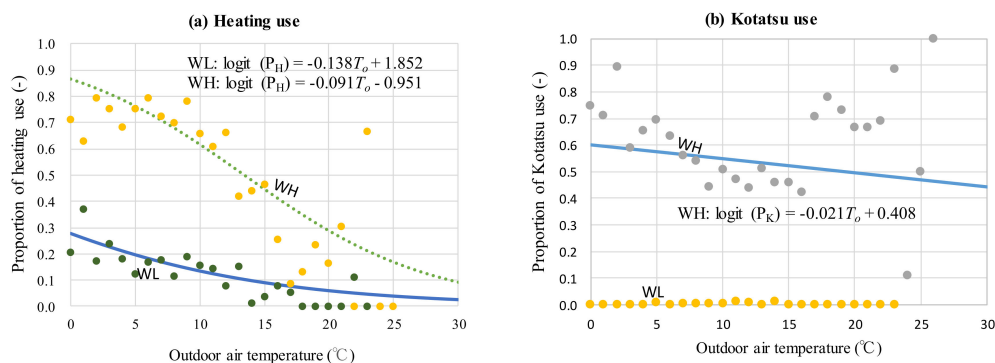 (a) Heating use
Proportion of heating use (-)
1.0
0.9
0.8
0.7
0.6
0.5
0.4
0.3
0.2
0.1
0.0
WL: logit (PH) = -0.138To + 1.852
WH: logit (PH) = -0.091To - 0.951
WH
WL
0 5 10 15 20 25 30
Outdoor air temperature (℃)
(b) Kotatsu use
Proportion of Kotatsu use (-)
1.0
0.9
0.8
0.7
0.6
0.5
0.4
0.3
0.2
0.1
0.0
WH
WH: logit (PK) = -0.021To + 0.408
WL
0 5 10 15 20 25 30
Outdoor air temperature (℃)